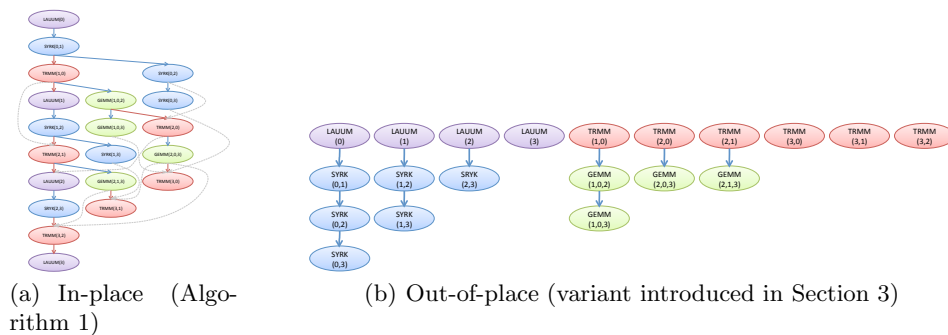 LAUUM(0)
SYRK(0,1)
TRMM(1,0) SYRK(0,2)
LAUUM(1) GEMM(1,0,2) SYRK(0,3)
SYRK(1,2) GEMM(1,0,3) TRMM(2,0)
TRMM(2,1) SYRK(1,3) GEMM(2,0,3)
LAUUM(2) GEMM(2,1,3) TRMM(3,0)
SRYK(2,3) TRMM(3,1)
TRMM(3,2)
LAUUM(3)
(a) In-place (Algo-
rithm 1)
LAUUM LAUUM LAUUM LAUUM TRMM TRMM TRMM TRMM TRMM TRMM
(0) (1) (2) (3) (1,0) (2,0) (2,1) (3,0) (3,1) (3,2)
SYRK SYRK SRYK GEMM GEMM GEMM
(0,1) (1,2) (2,3) (1,0,2) (2,0,3) (2,1,3)
SYRK SYRK GEMM
(0,2) (1,3) (1,0,3)
SYRK
(0,3)
(b) Out-of-place (variant introduced in Section 3)